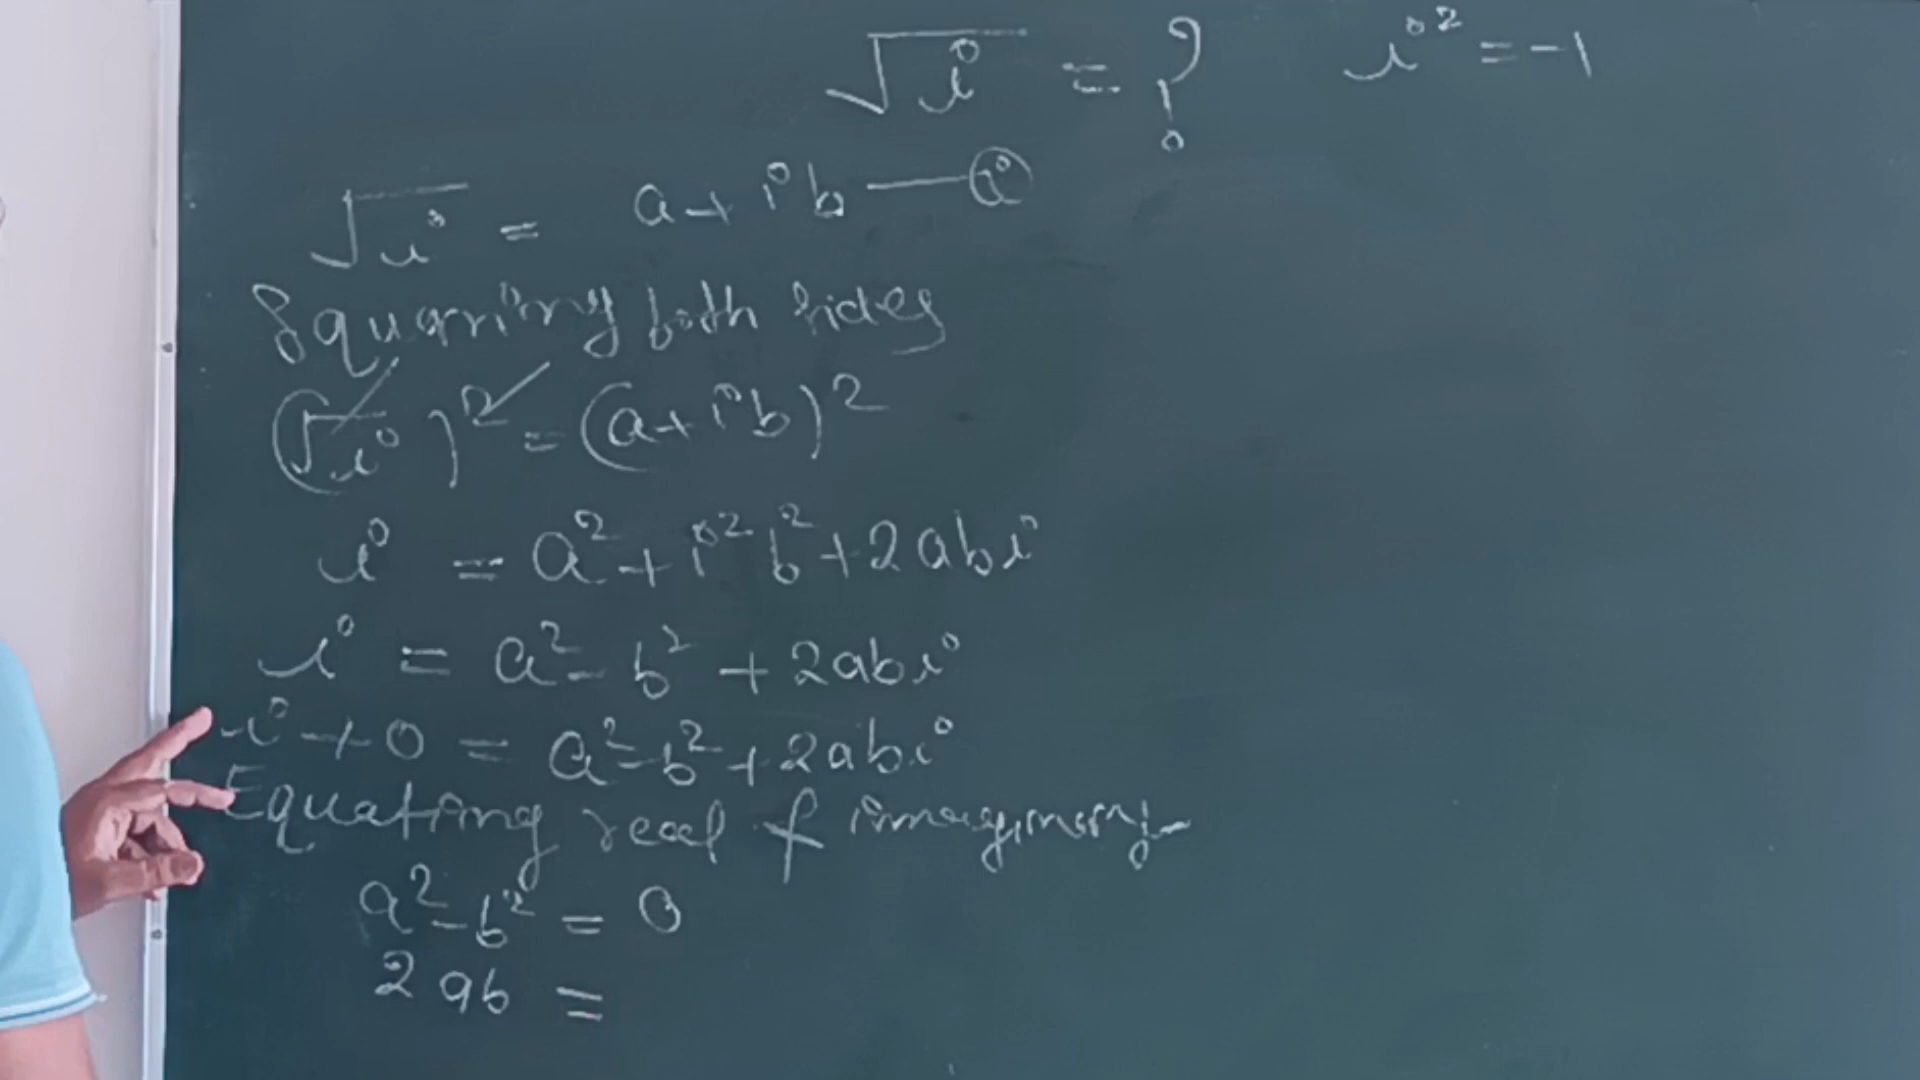 √i = ? i² = -1
√i = a + ib — (i)
Squaring both sides
(√i)² = (a + ib)²
i = a² + i²b² + 2abi
i = a² - b² + 2abi
i + 0 = a² - b² + 2abi
Equating real & imaginary
a² - b² = 0
2ab =